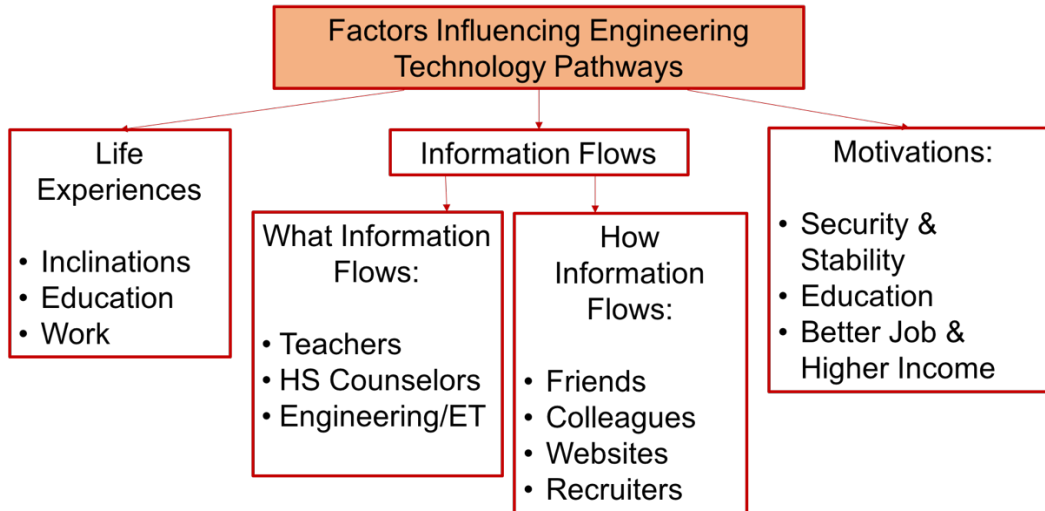 Factors Influencing Engineering
Technology Pathways
Life
Experiences
• Inclinations
• Education
• Work
Information Flows
What Information
Flows:
• Teachers
• HS Counselors
• Engineering/ET
How
Information
Flows:
• Friends
• Colleagues
• Websites
• Recruiters
Motivations:
• Security &
Stability
• Education
• Better Job &
Higher Income